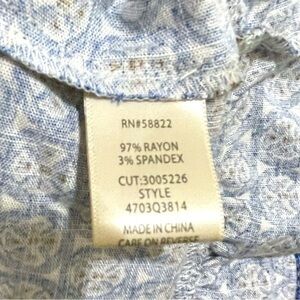 RN#58822
97% RAYON
3% SPANDEX
CUT:3005226
STYLE
4703Q3814
MADE IN CHINA
CARE ON REVERSE